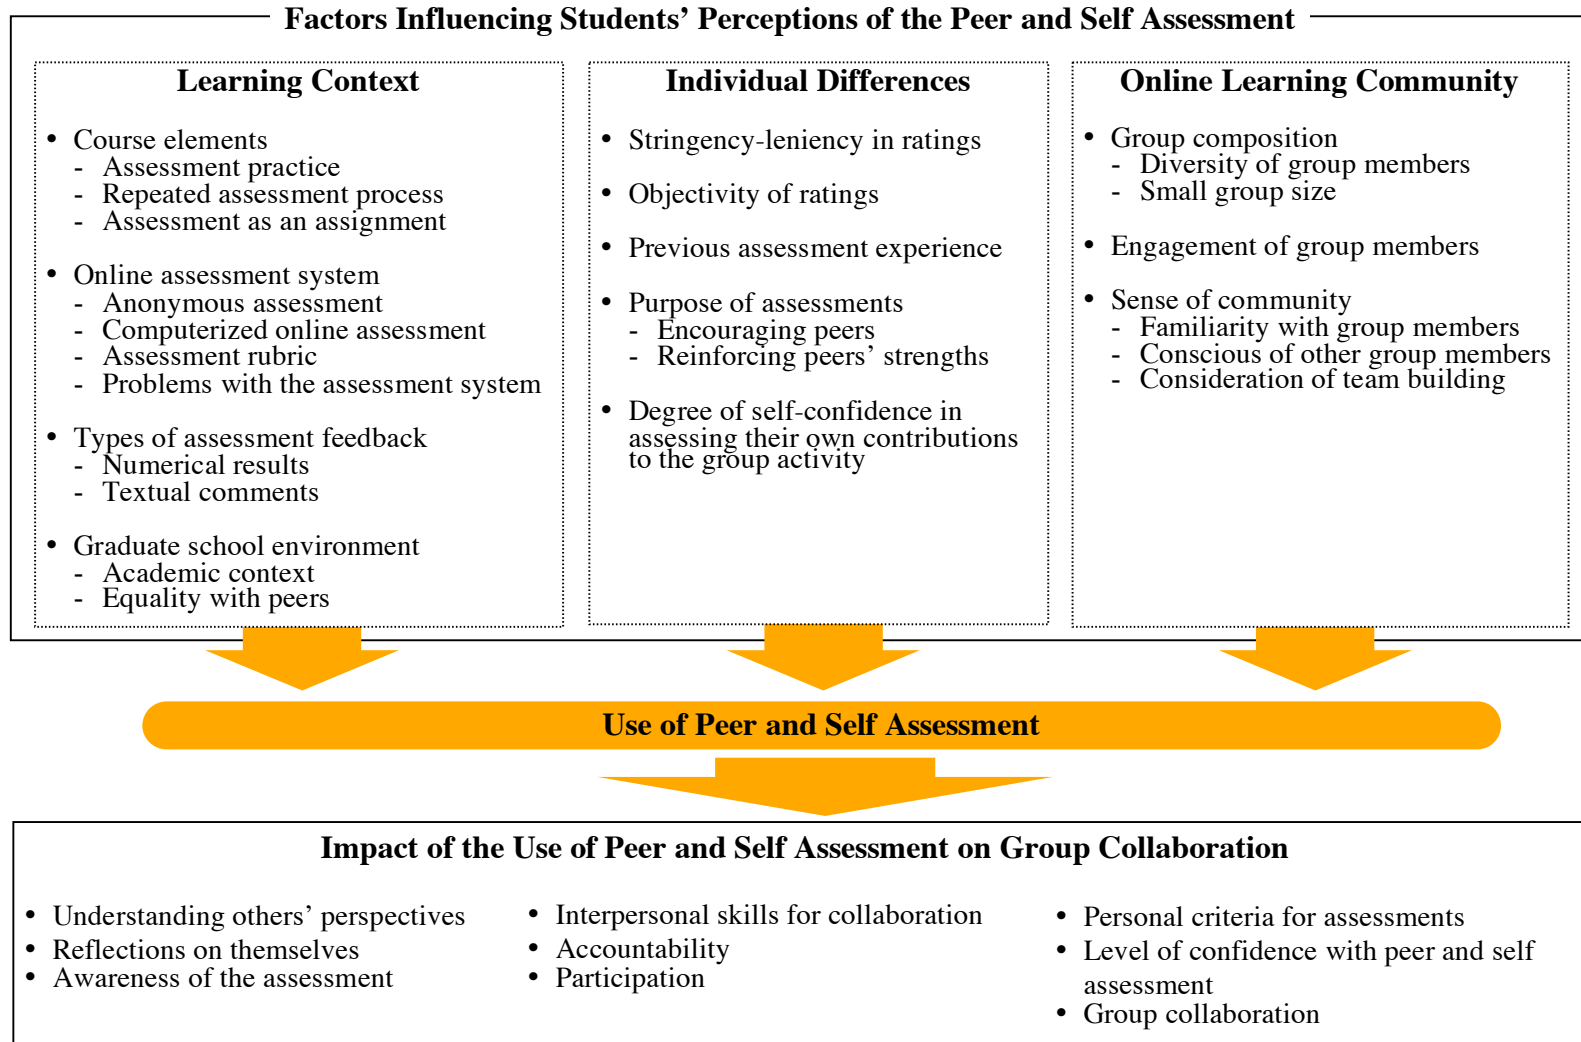 Factors Influencing Students’ Perceptions of the Peer and Self Assessment
Learning Context
• Course elements
- Assessment practice
- Repeated assessment process
- Assessment as an assignment
• Online assessment system
- Anonymous assessment
- Computerized online assessment
- Assessment rubric
- Problems with the assessment system
• Types of assessment feedback
- Numerical results
- Textual comments
• Graduate school environment
- Academic context
- Equality with peers
Individual Differences
• Stringency-leniency in ratings
• Objectivity of ratings
• Previous assessment experience
• Purpose of assessments
- Encouraging peers
- Reinforcing peers’ strengths
• Degree of self-confidence in
assessing their own contributions
to the group activity
Online Learning Community
• Group composition
- Diversity of group members
- Small group size
• Engagement of group members
• Sense of community
- Familiarity with group members
- Conscious of other group members
- Consideration of team building
Use of Peer and Self Assessment
Impact of the Use of Peer and Self Assessment on Group Collaboration
• Understanding others’ perspectives
• Reflections on themselves
• Awareness of the assessment
• Interpersonal skills for collaboration
• Accountability
• Participation
• Personal criteria for assessments
• Level of confidence with peer and self
assessment
• Group collaboration